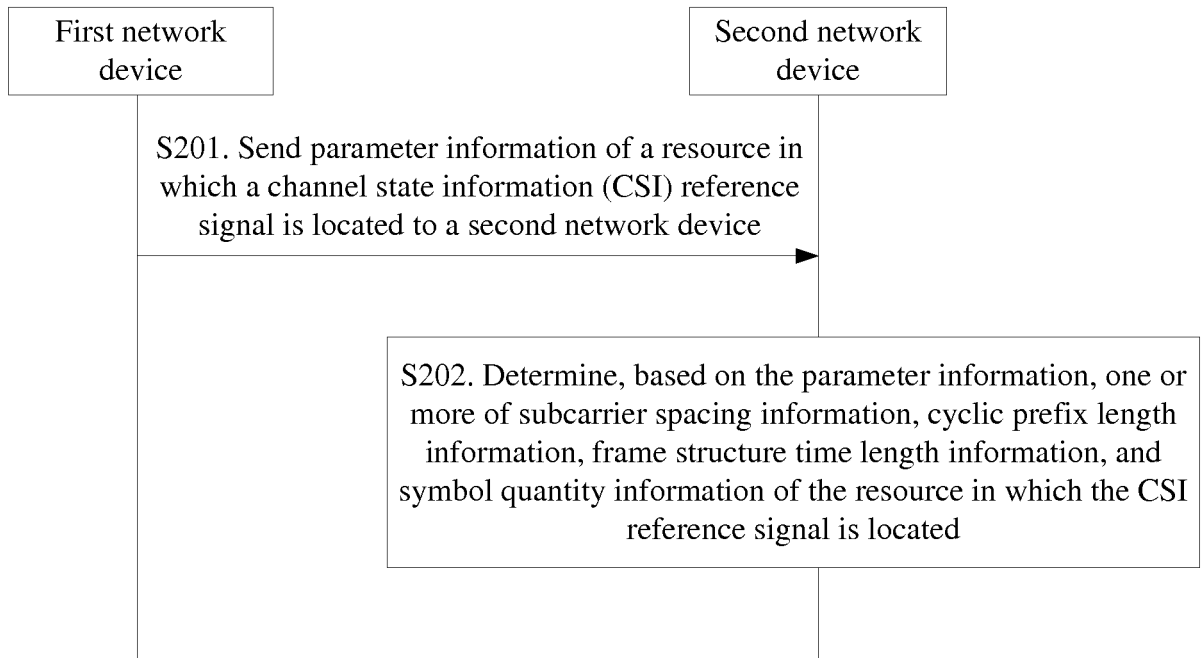 First network
device
Second network
device
S201. Send parameter information of a resource in
which a channel state information (CSI) reference
signal is located to a second network device
S202. Determine, based on the parameter information, one or
more of subcarrier spacing information, cyclic prefix length
information, frame structure time length information, and
symbol quantity information of the resource in which the CSI
reference signal is located